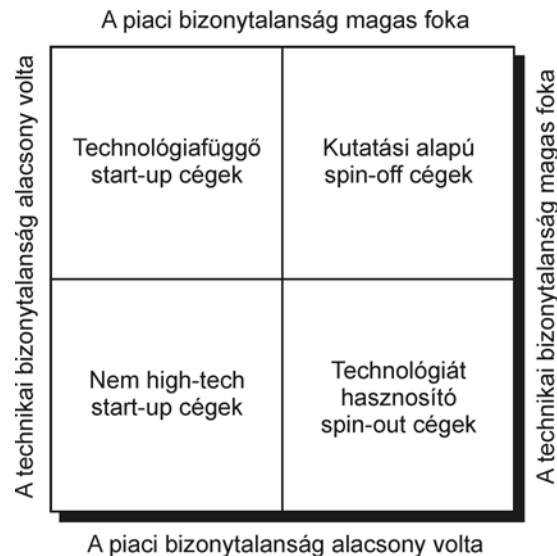 A piaci bizonytalanság magas foka
A technikai bizonytalanság alacsony volta
Technológiafüggő
start-up cégek
Kutatási alapú
spin-off cégek
A technikai bizonytalanság magas foka
Nem high-tech
start-up cégek
Technológiát
hasznosító
spin-out cégek
A piaci bizonytalanság alacsony volta